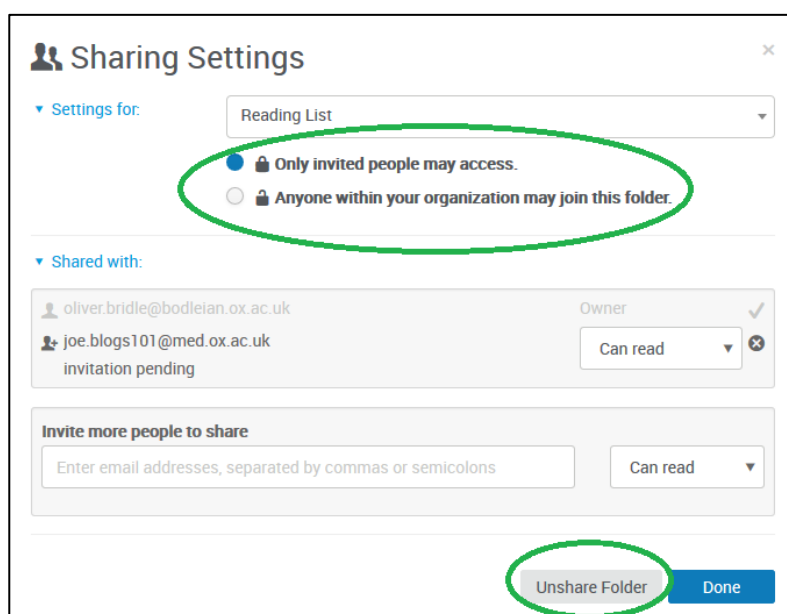 Sharing Settings
Settings for:
Reading List
Only invited people may access.
Anyone within your organization may join this folder.
Shared with:
oliver.bridle@bodleian.ox.ac.uk Owner
joe.blogs101@med.ox.ac.uk Can read
invitation pending
Invite more people to share
Enter email addresses, separated by commas or semicolons Can read
Unshare Folder Done